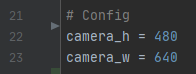 21 # Config
22 camera_h = 480
23 camera_w = 640